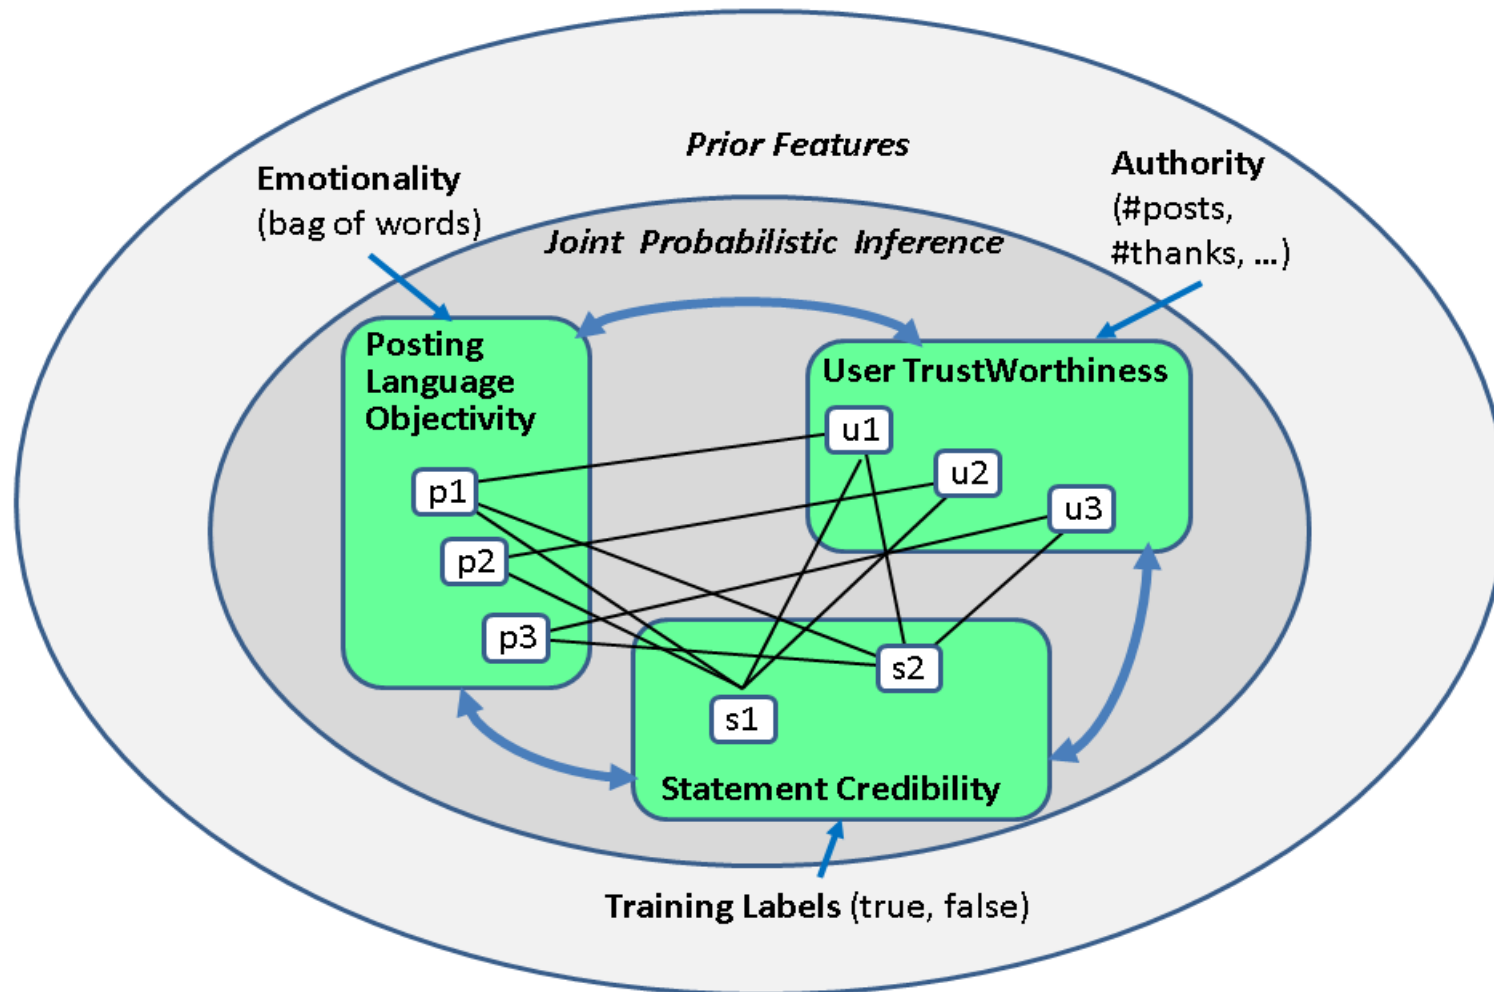 Prior Features
Emotionality
(bag of words)
Authority
(#posts,
#thanks, ...)
Joint Probabilistic Inference
Posting
Language
Objectivity
User TrustWorthiness
u1
u2
u3
p1
p2
p3
s2
s1
Statement Credibility
Training Labels (true, false)